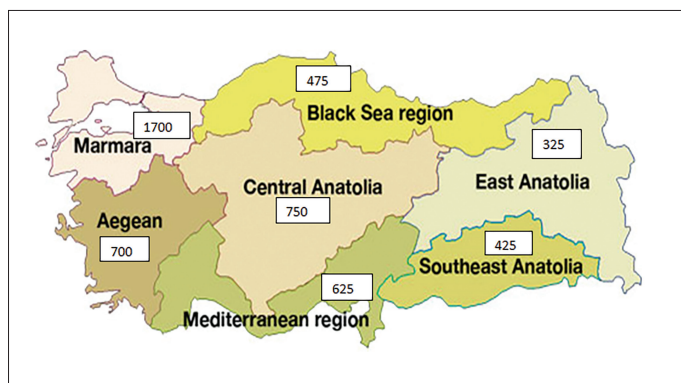 475
Black Sea region
1700
Marmara
325
East Anatolia
Central Anatolia
750
Aegean
700
425
Southeast Anatolia
625
Mediterranean region